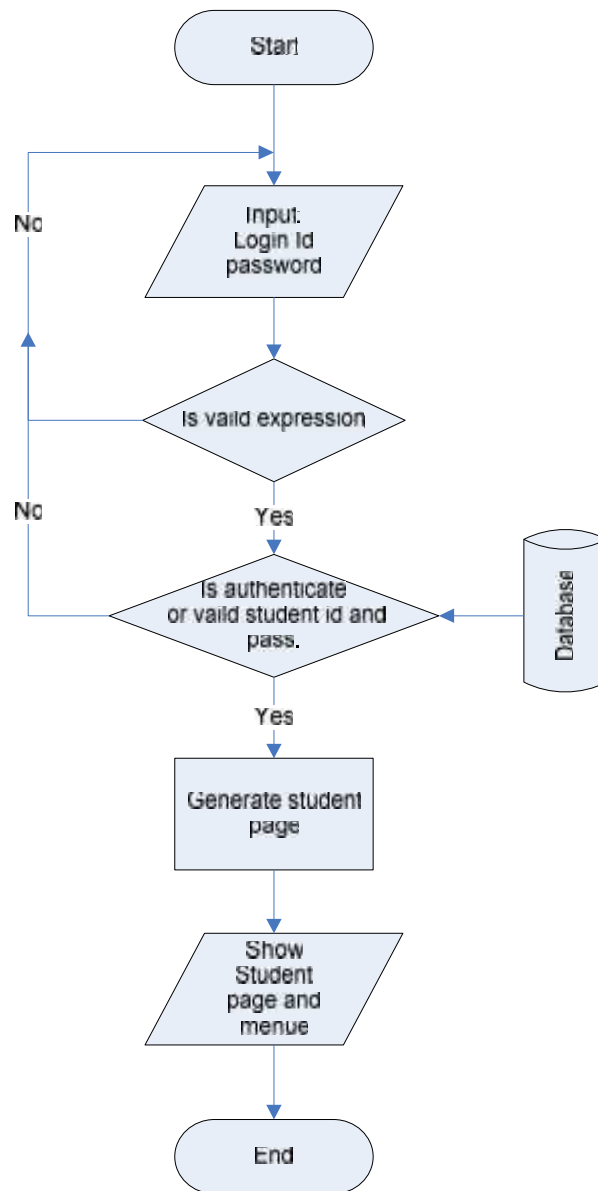 Start
No
Input:
Login Id
password
Is vaild expression
No
Yes
Is authenticate
or vaild student id and
pass.
Database
Yes
Generate student
page
Show
Student
page and
menue
End